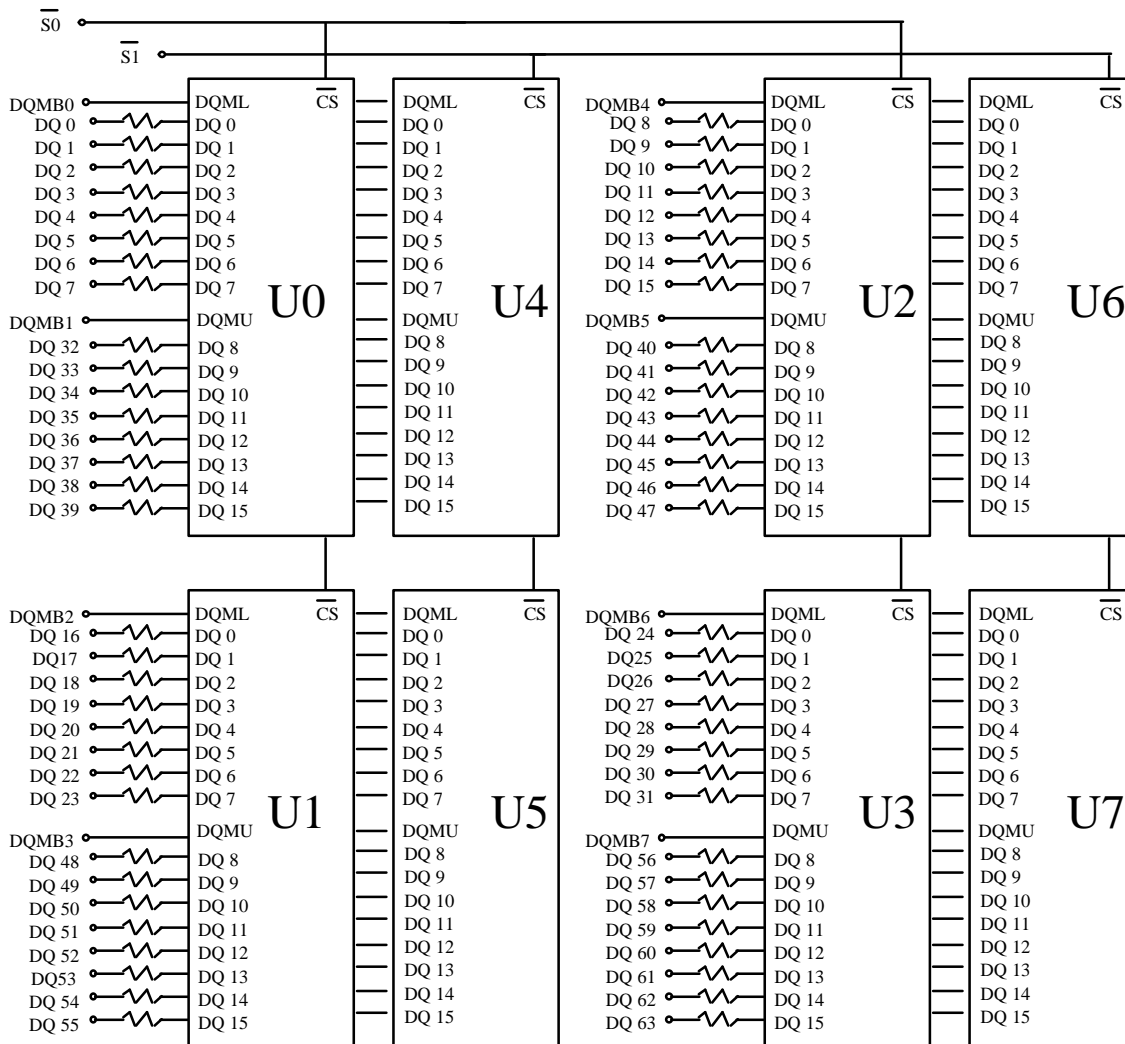 S0
S1
DQMB0 DQML CS DQML CS DQMB4 DQML CS DQML CS
DQ 0 DQ 0 DQ 0 DQ 8 DQ 0 DQ 0
DQ 1 DQ 1 DQ 1 DQ 9 DQ 1 DQ 1
DQ 2 DQ 2 DQ 2 DQ 10 DQ 2 DQ 2
DQ 3 DQ 3 DQ 3 DQ 11 DQ 3 DQ 3
DQ 4 DQ 4 DQ 4 DQ 12 DQ 4 DQ 4
DQ 5 DQ 5 DQ 5 DQ 13 DQ 5 DQ 5
DQ 6 DQ 6 DQ 6 DQ 14 DQ 6 DQ 6
DQ 7 DQ 7 DQ 7 DQ 15 DQ 7 DQ 7
U0 U4 U2 U6
DQMB1 DQMU DQMU DQMB5 DQMU DQMU
DQ 32 DQ 8 DQ 8 DQ 40 DQ 8 DQ 8
DQ 33 DQ 9 DQ 9 DQ 41 DQ 9 DQ 9
DQ 34 DQ 10 DQ 10 DQ 42 DQ 10 DQ 10
DQ 35 DQ 11 DQ 11 DQ 43 DQ 11 DQ 11
DQ 36 DQ 12 DQ 12 DQ 44 DQ 12 DQ 12
DQ 37 DQ 13 DQ 13 DQ 45 DQ 13 DQ 13
DQ 38 DQ 14 DQ 14 DQ 46 DQ 14 DQ 14
DQ 39 DQ 15 DQ 15 DQ 47 DQ 15 DQ 15
DQMB2 DQML CS DQML CS DQMB6 DQML CS DQML CS
DQ 16 DQ 0 DQ 0 DQ 24 DQ 0 DQ 0
DQ17 DQ 1 DQ 1 DQ25 DQ 1 DQ 1
DQ 18 DQ 2 DQ 2 DQ26 DQ 2 DQ 2
DQ 19 DQ 3 DQ 3 DQ 27 DQ 3 DQ 3
DQ 20 DQ 4 DQ 4 DQ 28 DQ 4 DQ 4
DQ 21 DQ 5 DQ 5 DQ 29 DQ 5 DQ 5
DQ 22 DQ 6 DQ 6 DQ 30 DQ 6 DQ 6
DQ 23 DQ 7 DQ 7 DQ 31 DQ 7 DQ 7
U1 U5 U3 U7
DQMB3 DQMU DQMU DQMB7 DQMU DQMU
DQ 48 DQ 8 DQ 8 DQ 56 DQ 8 DQ 8
DQ 49 DQ 9 DQ 9 DQ 57 DQ 9 DQ 9
DQ 50 DQ 10 DQ 10 DQ 58 DQ 10 DQ 10
DQ 51 DQ 11 DQ 11 DQ 59 DQ 11 DQ 11
DQ 52 DQ 12 DQ 12 DQ 60 DQ 12 DQ 12
DQ53 DQ 13 DQ 13 DQ 61 DQ 13 DQ 13
DQ 54 DQ 14 DQ 14 DQ 62 DQ 14 DQ 14
DQ 55 DQ 15 DQ 15 DQ 63 DQ 15 DQ 15